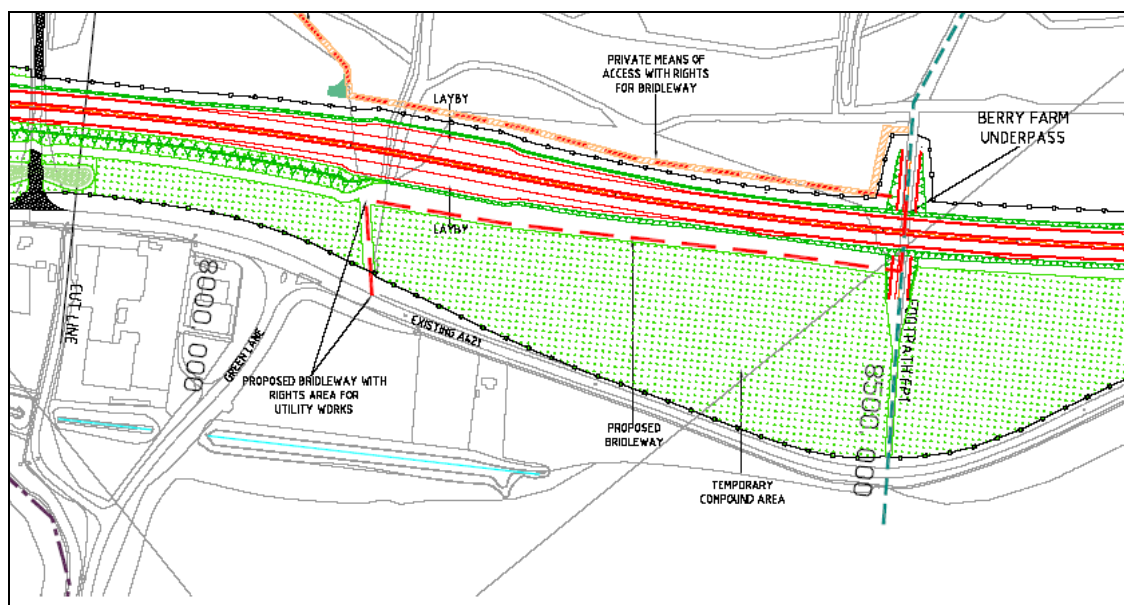 PRIVATE MEANS OF
ACCESS WITH RIGHTS
FOR BRIDLEWAY
LAYBY
BERRY FARM
UNDERPASS
LAYBY
CUT LINE
8000.000
GREEN LANE
EXISTING A421
PROPOSED BRIDLEWAY WITH
RIGHTS AREA FOR
UTILITY WORKS
PROPOSED
BRIDLEWAY
TEMPORARY
COMPOUND AREA
8500.000
FOOTPATH FP1